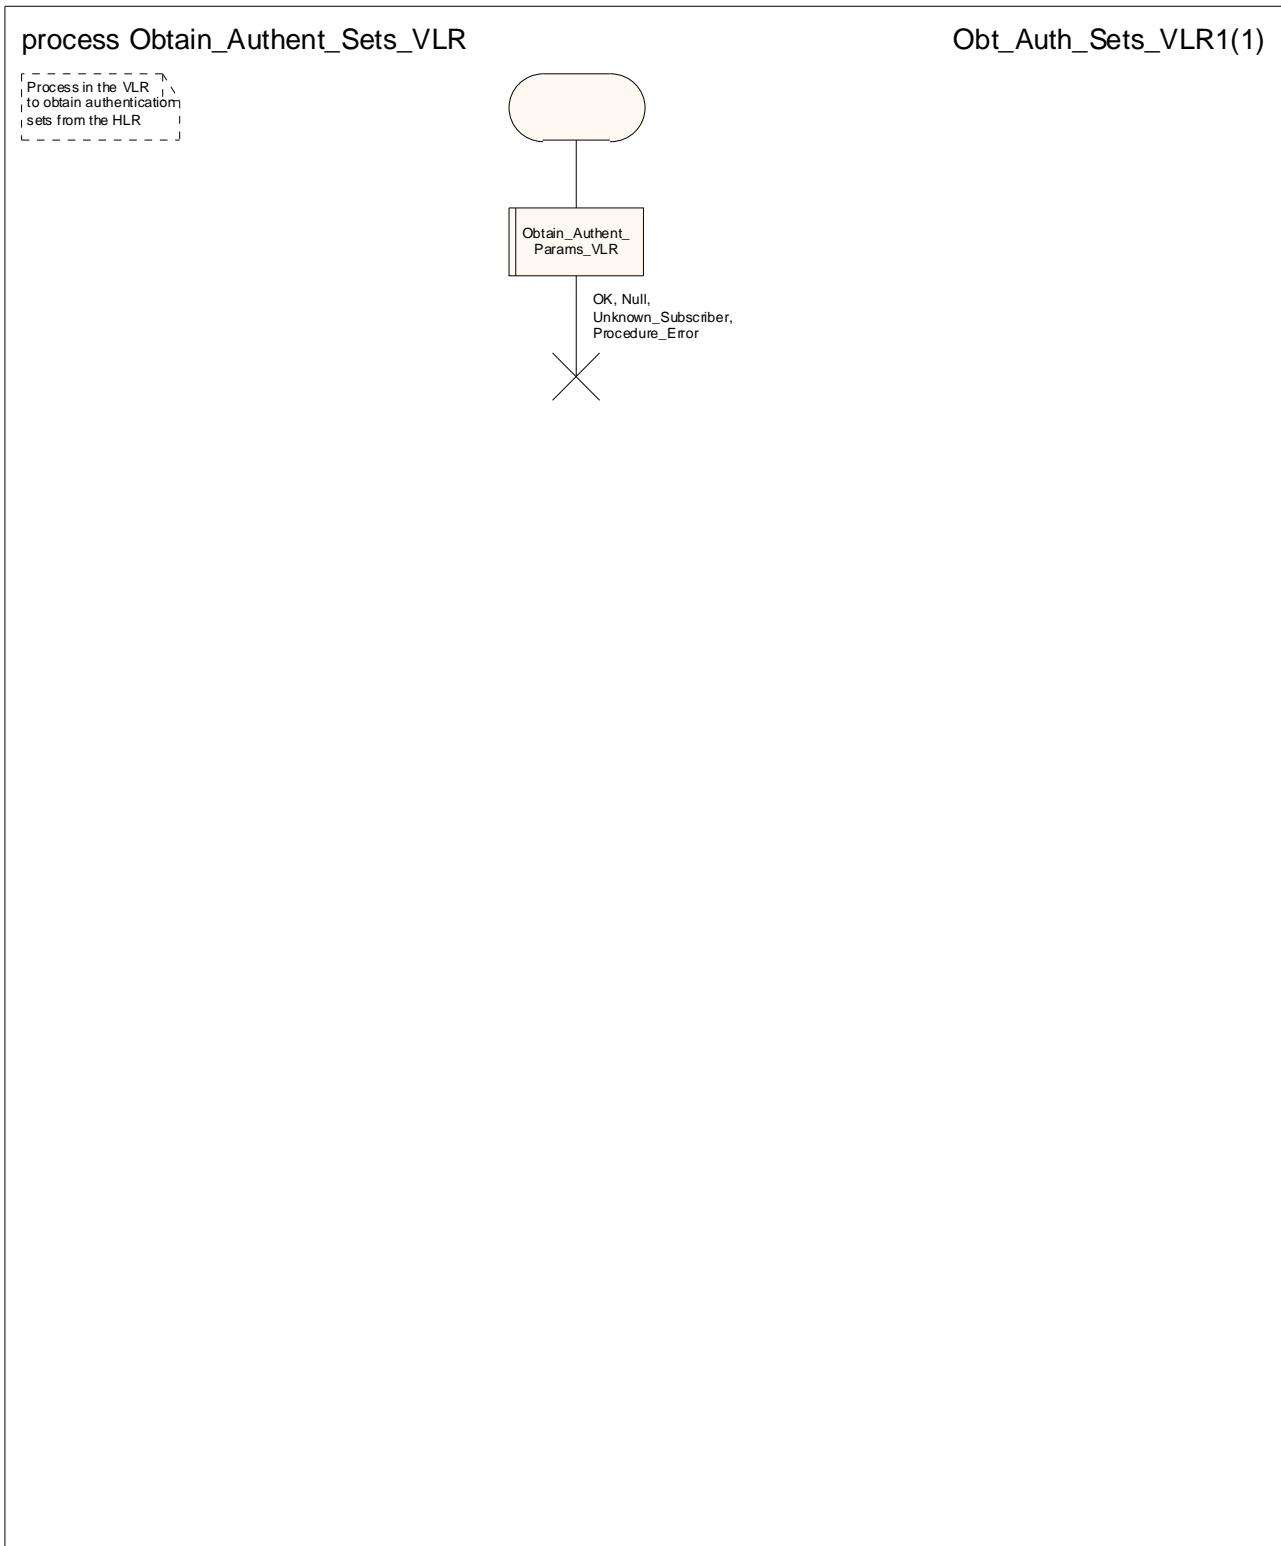 process Obtain_Authent_Sets_VLR
Obt_Auth_Sets_VLR1(1)
Process in the VLR
to obtain authentication
sets from the HLR
Obtain_Authent_
Params_VLR
OK, Null,
Unknown_Subscriber,
Procedure_Error